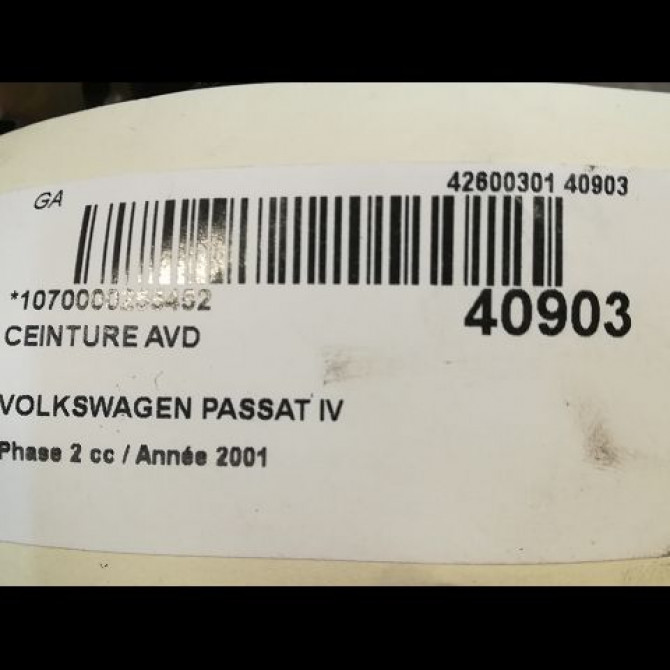 GA
42600301 40903
40903
CEINTURE AVD
VOLKSWAGEN PASSAT IV
Phase 2 cc / Année 2001